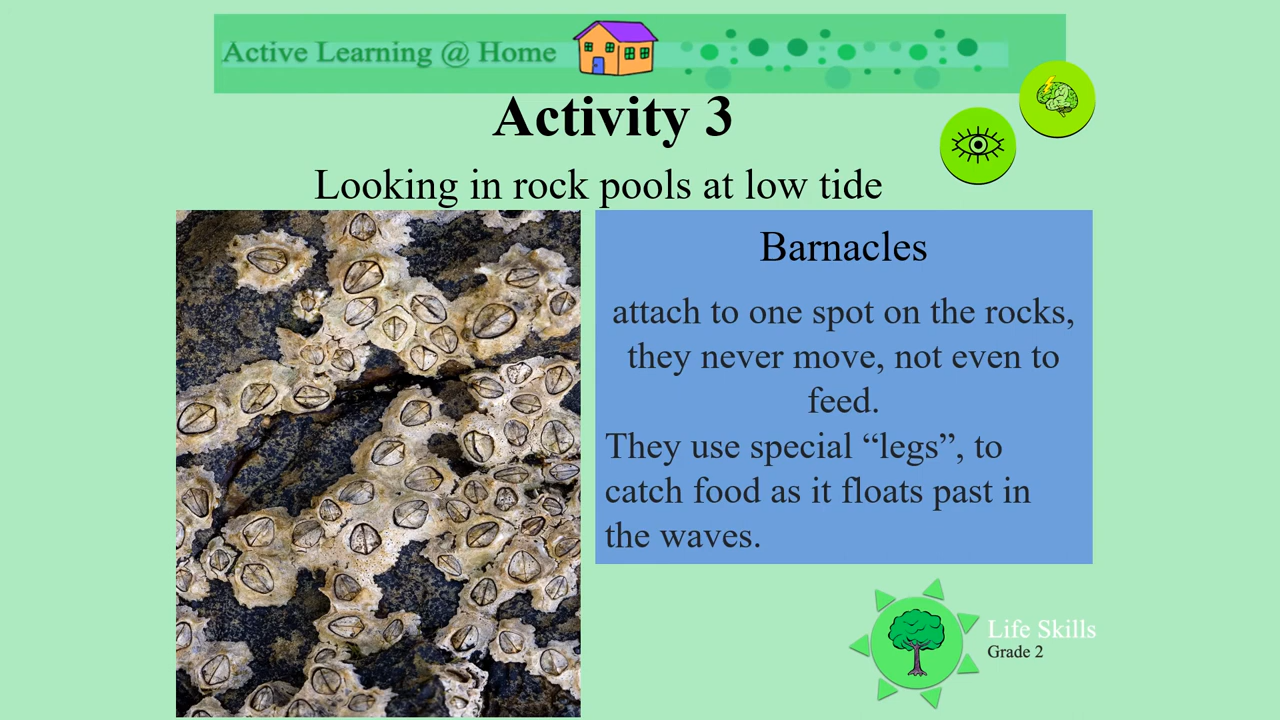 Active Learning @ Home
Activity 3
Looking in rock pools at low tide
Barnacles
attach to one spot on the rocks,
they never move, not even to
feed.
They use special “legs”, to
catch food as it floats past in
the waves.
Life Skills
Grade 2